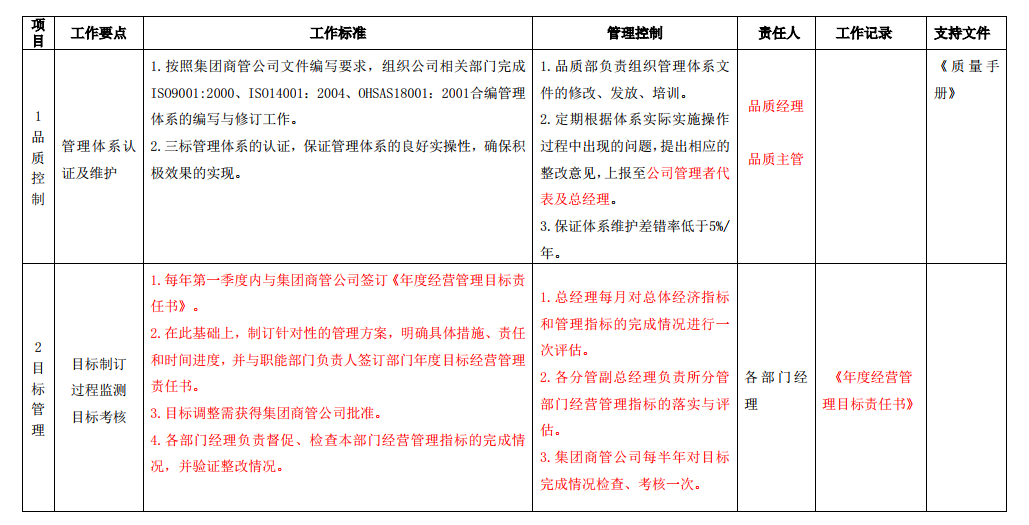 项目
工作要点
工作标准
管理控制
责任人
工作记录
支持文件
1
品
质
控
制
管理体系认
证及维护
1.按照集团商管公司文件编写要求，组织公司相关部门完成
ISO9001:2000、ISO14001：2004、OHSAS18001：2001合编管理
体系的编写与修订工作。
2.三标管理体系的认证，保证管理体系的良好实操性，确保积
极效果的实现。
1.品质部负责组织管理体系文
件的修改、发放、培训。
2.定期根据体系实际实施操作
过程中出现的问题，提出相应的
整改意见，上报至公司管理者代
表及总经理。
3.保证体系维护差错率低于5%/
年。
品质经理
品质主管
《质量手
册》
2
目
标
管
理
目标制订
过程监测
目标考核
1.每年第一季度内与集团商管公司签订《年度经营管理目标责
任书》。
2.在此基础上，制订针对性的管理方案，明确具体措施、责任
和时间进度，并与职能部门负责人签订部门年度目标经营管理
责任书。
3.目标调整需获得集团商管公司批准。
4.各部门经理负责督促、检查本部门经营管理指标的完成情
况，并验证整改情况。
1.总经理每月对总体经济指标
和管理指标的完成情况进行一
次评估。
2.各分管副总经理负责所分管
部门经营管理指标的落实与评
估。
3.集团商管公司每半年对目标
完成情况检查、考核一次。
各部门经
理
《年度经营管
理目标责任书》